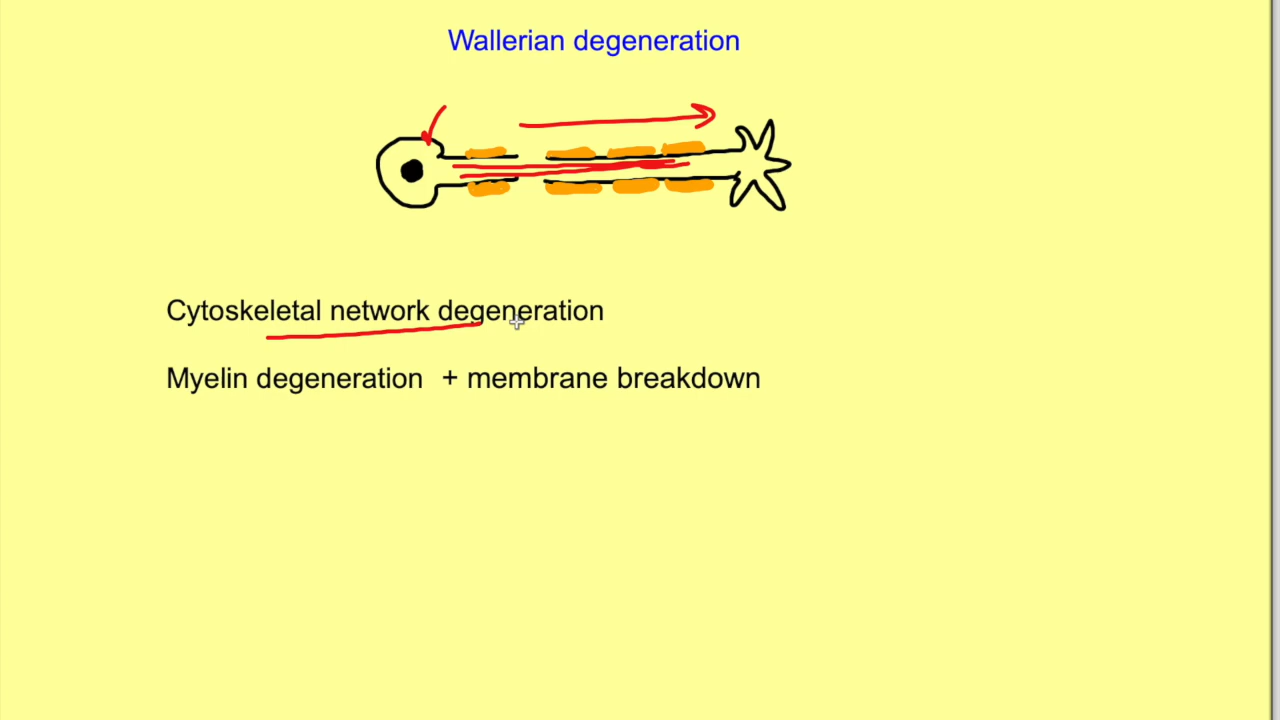 Wallerian degeneration
Cytoskeletal network degeneration
Myelin degeneration + membrane breakdown